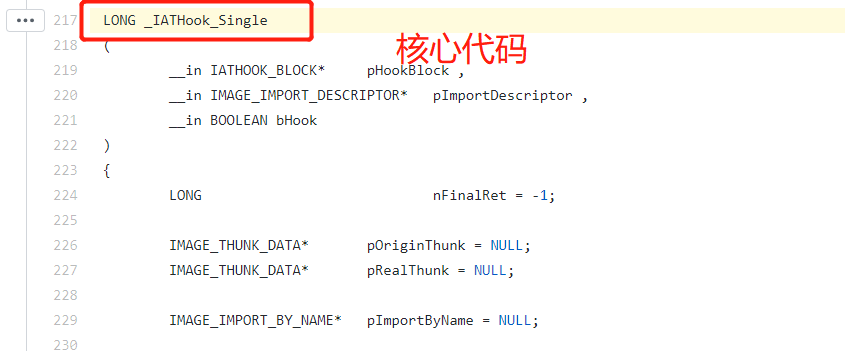 217 LONG _IATHook_Single
核心代码
218 (
219 __in IATHOOK_BLOCK* pHookBlock ,
220 __in IMAGE_IMPORT_DESCRIPTOR* pImportDescriptor ,
221 __in BOOLEAN bHook
222 )
223 {
224 LONG nFinalRet = -1;
225
226 IMAGE_THUNK_DATA* pOriginThunk = NULL;
227 IMAGE_THUNK_DATA* pRealThunk = NULL;
228
229 IMAGE_IMPORT_BY_NAME* pImportByName = NULL;
230